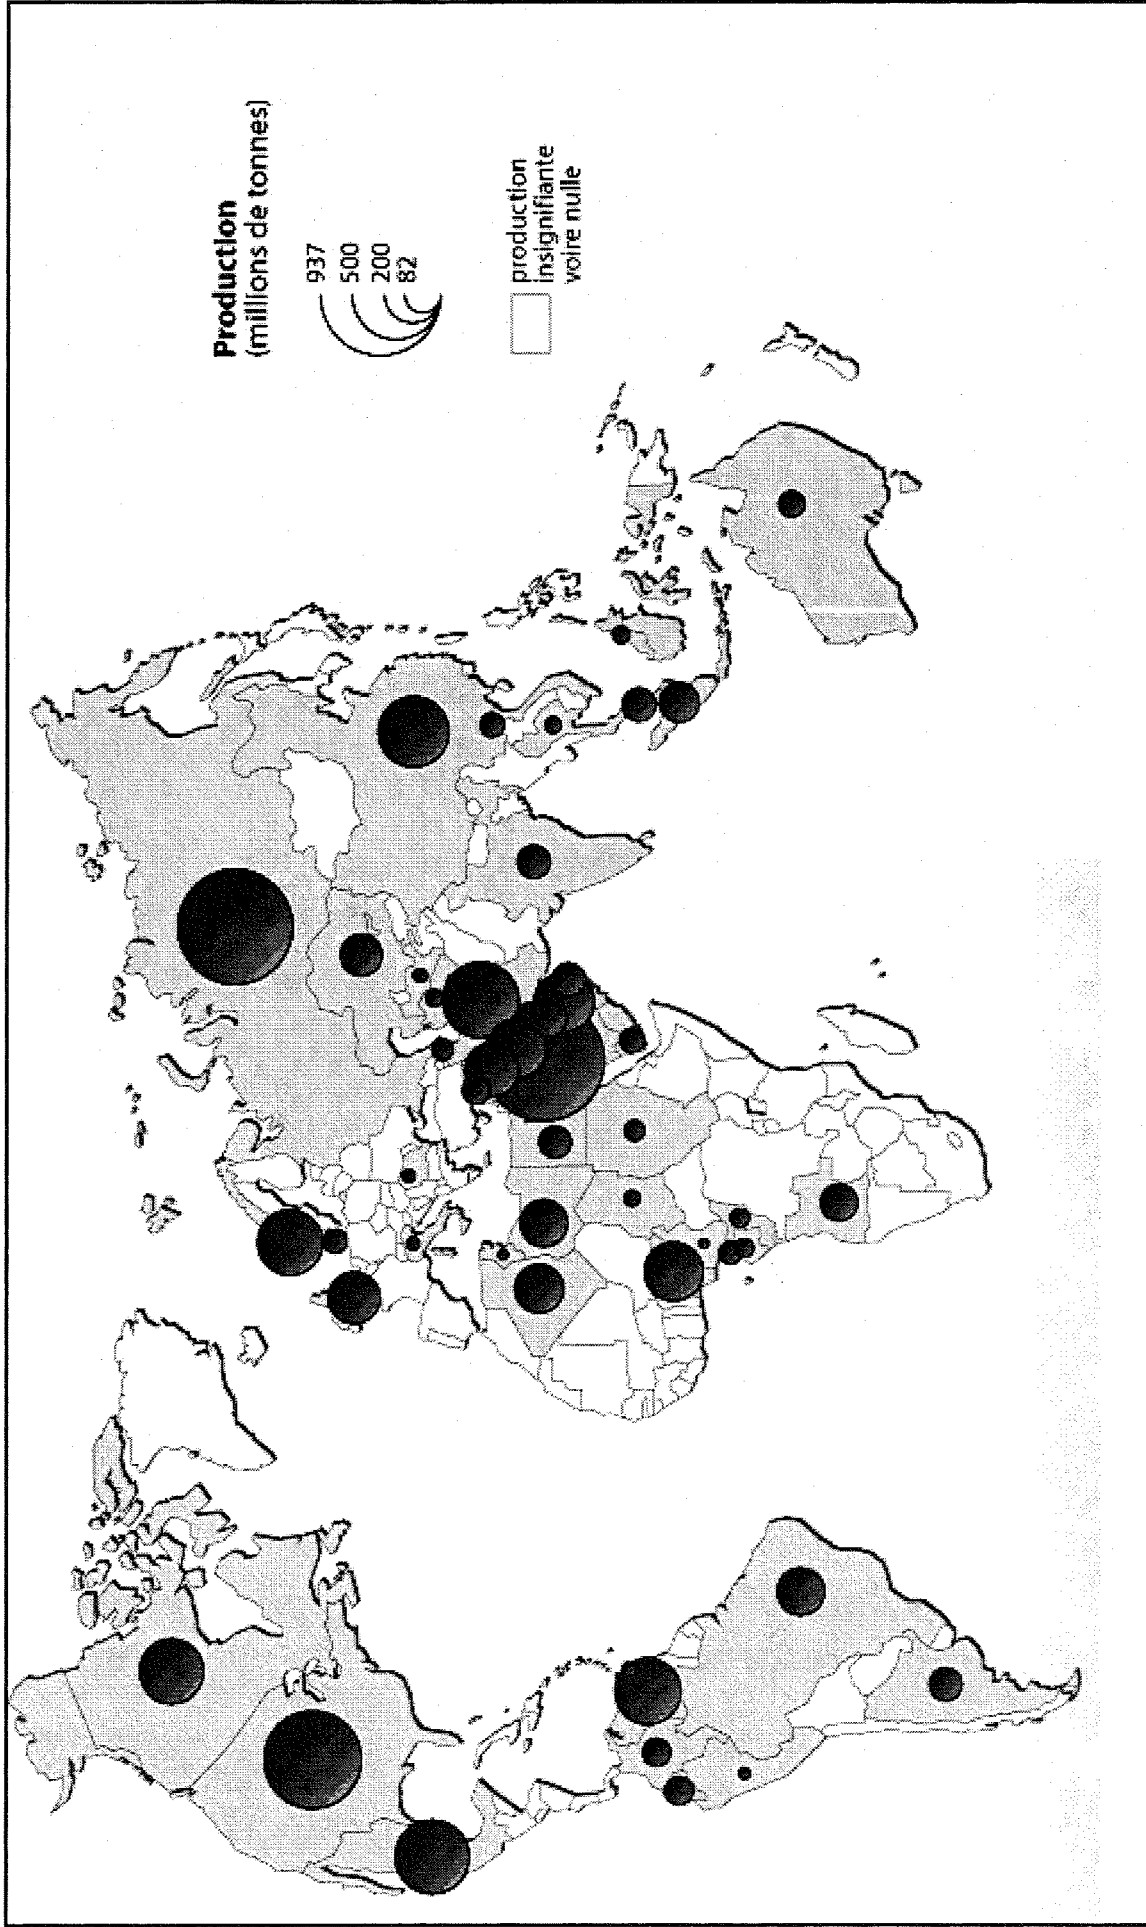 Production
(millions de tonnes)
937
500
200
82
production
insignifiante
voire nulle